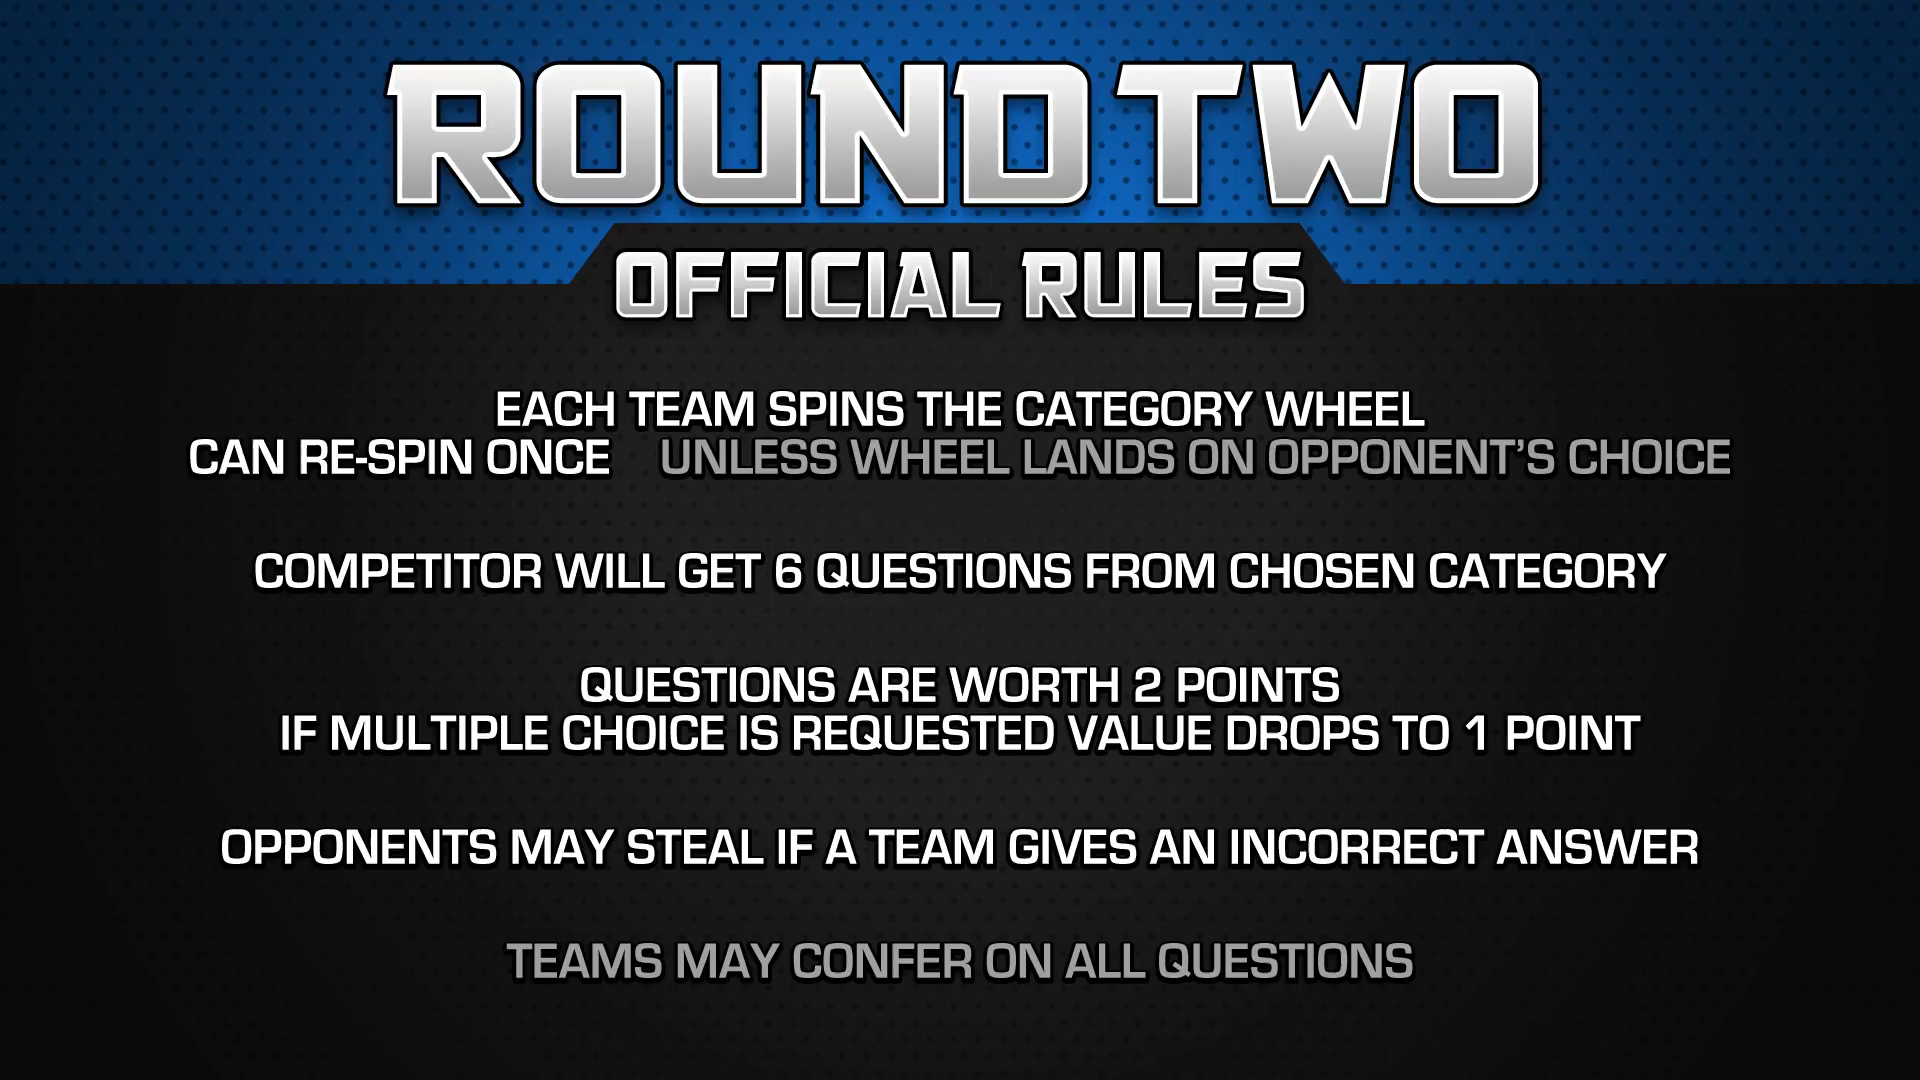 ROUND TWO
OFFICIAL RULES
EACH TEAM SPINS THE CATEGORY WHEEL
CAN RE-SPIN ONCE UNLESS WHEEL LANDS ON OPPONENT'S CHOICE
COMPETITOR WILL GET 6 QUESTIONS FROM CHOSEN CATEGORY
QUESTIONS ARE WORTH 2 POINTS
IF MULTIPLE CHOICE IS REQUESTED VALUE DROPS TO 1 POINT
OPPONENTS MAY STEAL IF A TEAM GIVES AN INCORRECT ANSWER
TEAMS MAY CONFER ON ALL QUESTIONS